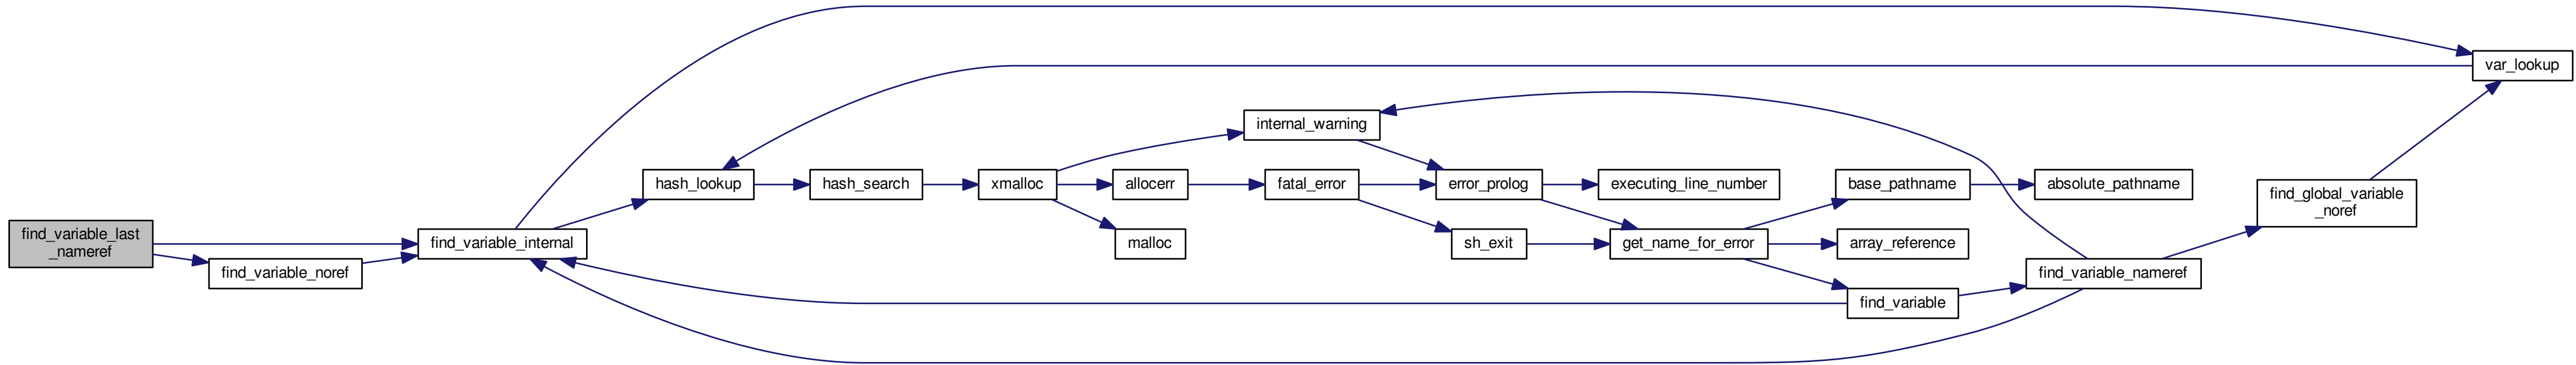 find_variable_last
_nameref
find_variable_noref
find_variable_internal
hash_lookup
hash_search
xmalloc
internal_warning
allocerr
malloc
fatal_error
error_prolog
sh_exit
executing_line_number
get_name_for_error
base_pathname
array_reference
find_variable
absolute_pathname
find_variable_nameref
find_global_variable
_noref
var_lookup